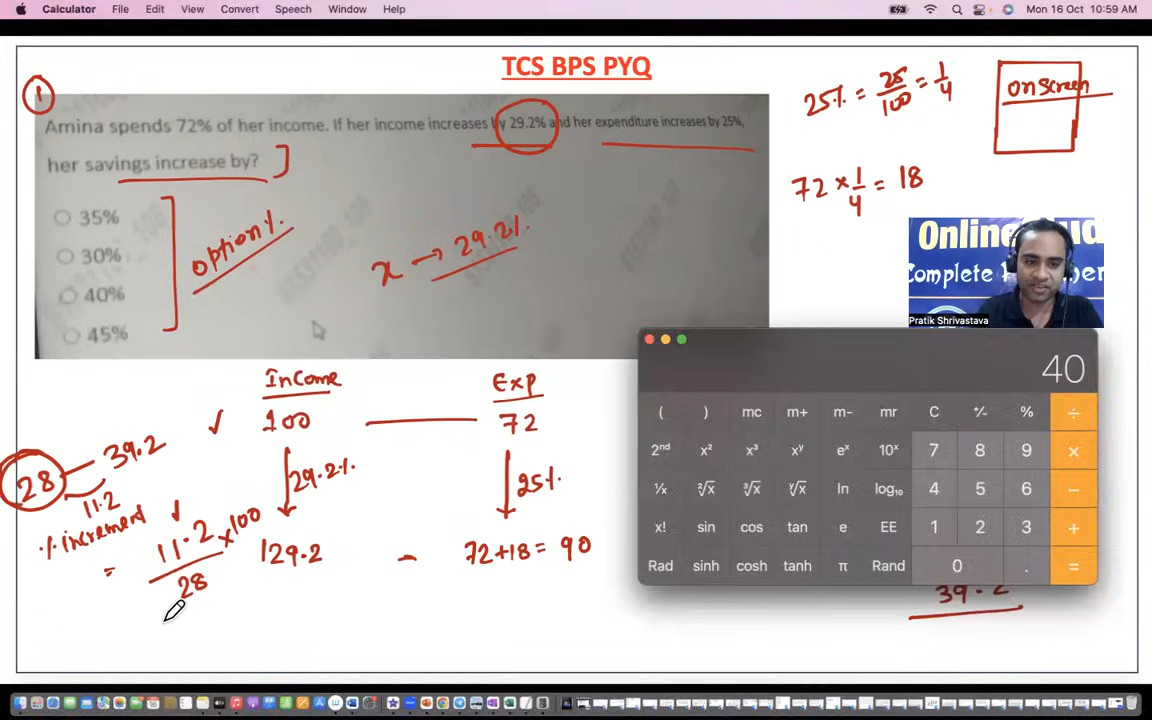 Calculator File Edit View Convert Speech Window Help
Mon 16 Oct 10:59 AM
TCS BPS PYQ
1
Amina spends 72% of her income. If her income increases by 29.2% and her expenditure increases by 25%,
her savings increase by?
35%
30%
40%
45%
option%.
x → 29.2%
25% = 25/100 = 1/4
72 × 1/4 = 18
onscreen
Online
Complete
Pratik Shrivastava
Income Exp
100 72
29.2% 25%
129.2 - 72+18 = 90
28 39.2
11.2
% increment
= 11.2/28 × 100
39.2
40
( ) mc m+ m- mr C +/- % ÷
2nd x² x³ xʸ eˣ 10ˣ 7 8 9 ×
¹/x ²√x ³√x ʸ√x ln log₁₀ 4 5 6 −
x! sin cos tan e EE 1 2 3 +
Rad sinh cosh tanh π Rand 0 . =